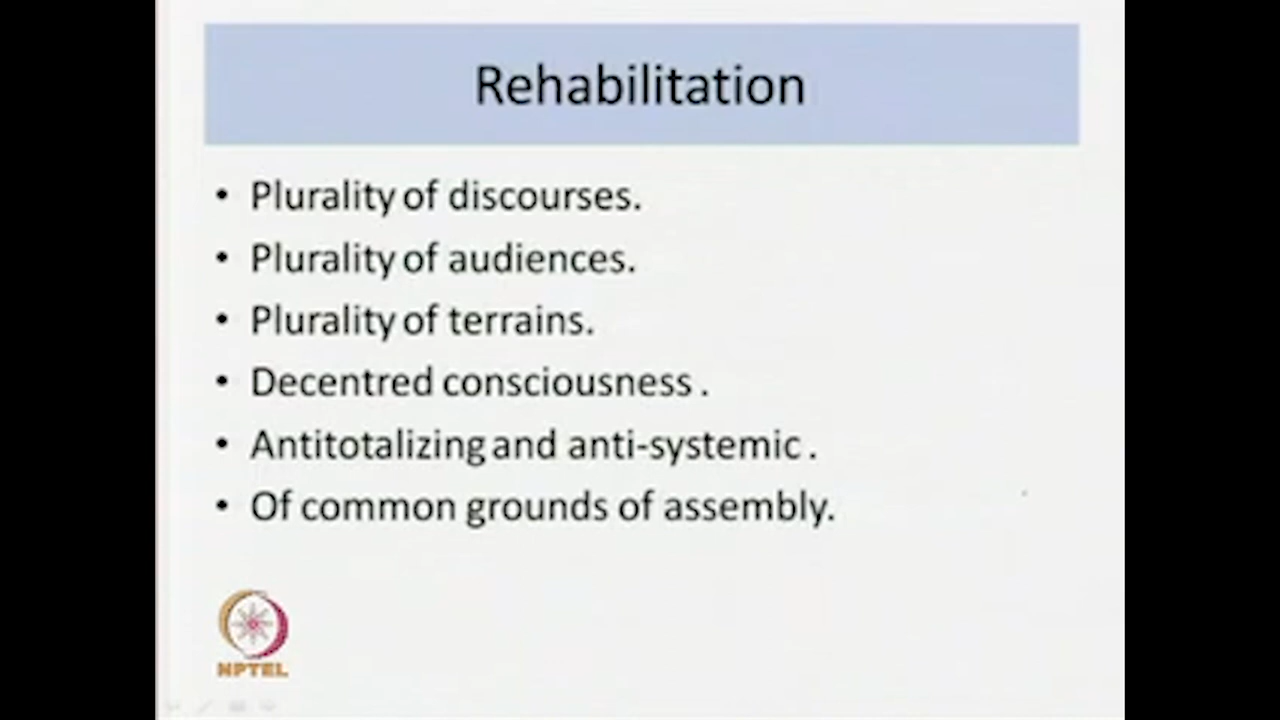 Rehabilitation
• Plurality of discourses.
• Plurality of audiences.
• Plurality of terrains.
• Decentred consciousness .
• Antitotalizing and anti-systemic .
• Of common grounds of assembly.
NPTEL